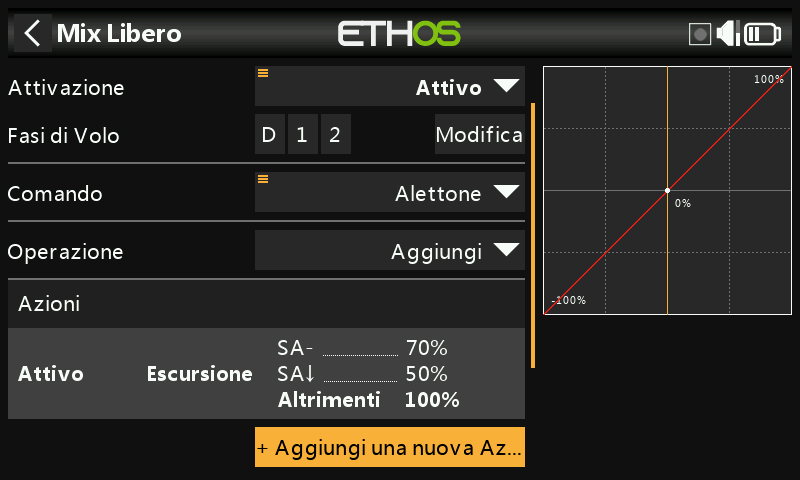 Mix Libero
ETHOS
Attivazione
Attivo
Fasi di Volo
D 1 2
Modifica
Comando
Alettone
Operazione
Aggiungi
Azioni
Attivo
Escursione
SA- 70%
SA↓ 50%
Altrimenti 100%
+ Aggiungi una nuova Az...
100%
0%
-100%